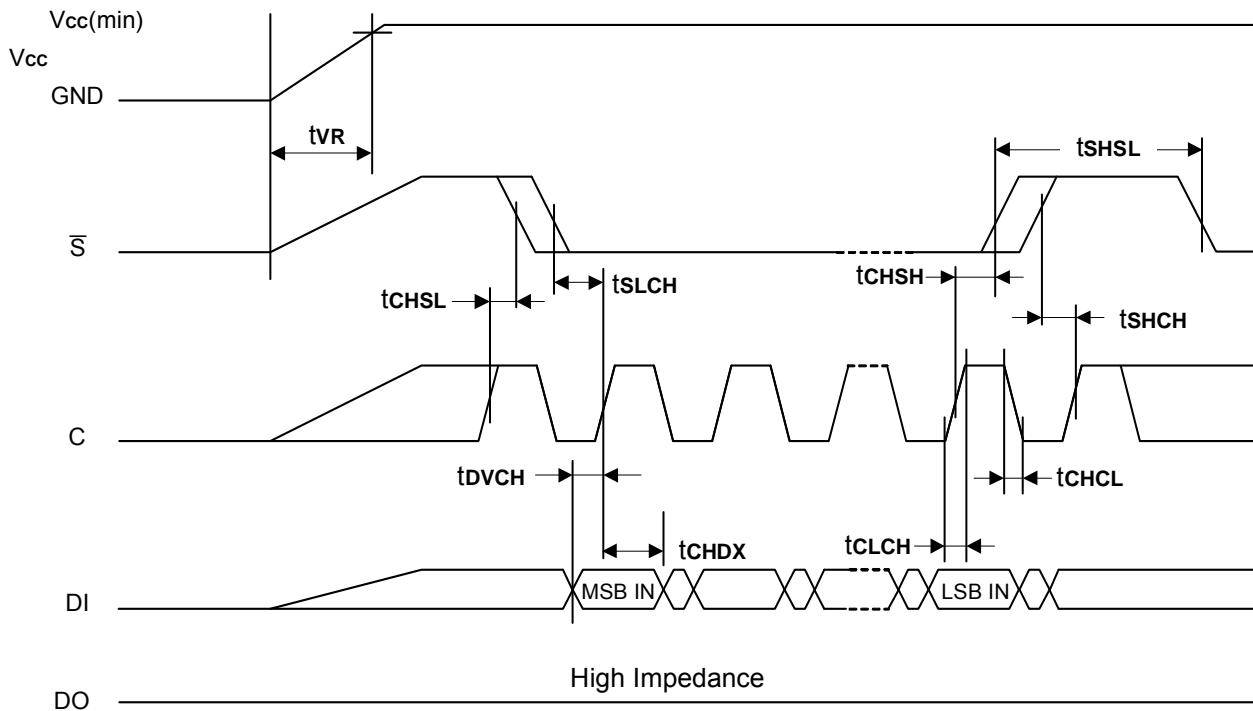 Vcc(min)
Vcc
GND
tVR
tSHSL
S̅
tCHSL
tSLCH
tCHSH
tSHCH
C
tDVCH
tCHCL
tCHDX
tCLCH
DI
MSB IN
LSB IN
High Impedance
DO